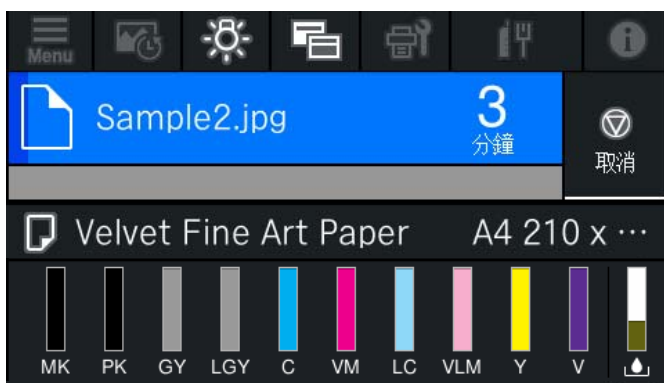 Menu
Sample2.jpg
3
分鐘
取消
Velvet Fine Art Paper
A4 210 x ⋯
MK PK GY LGY C VM LC VLM Y V